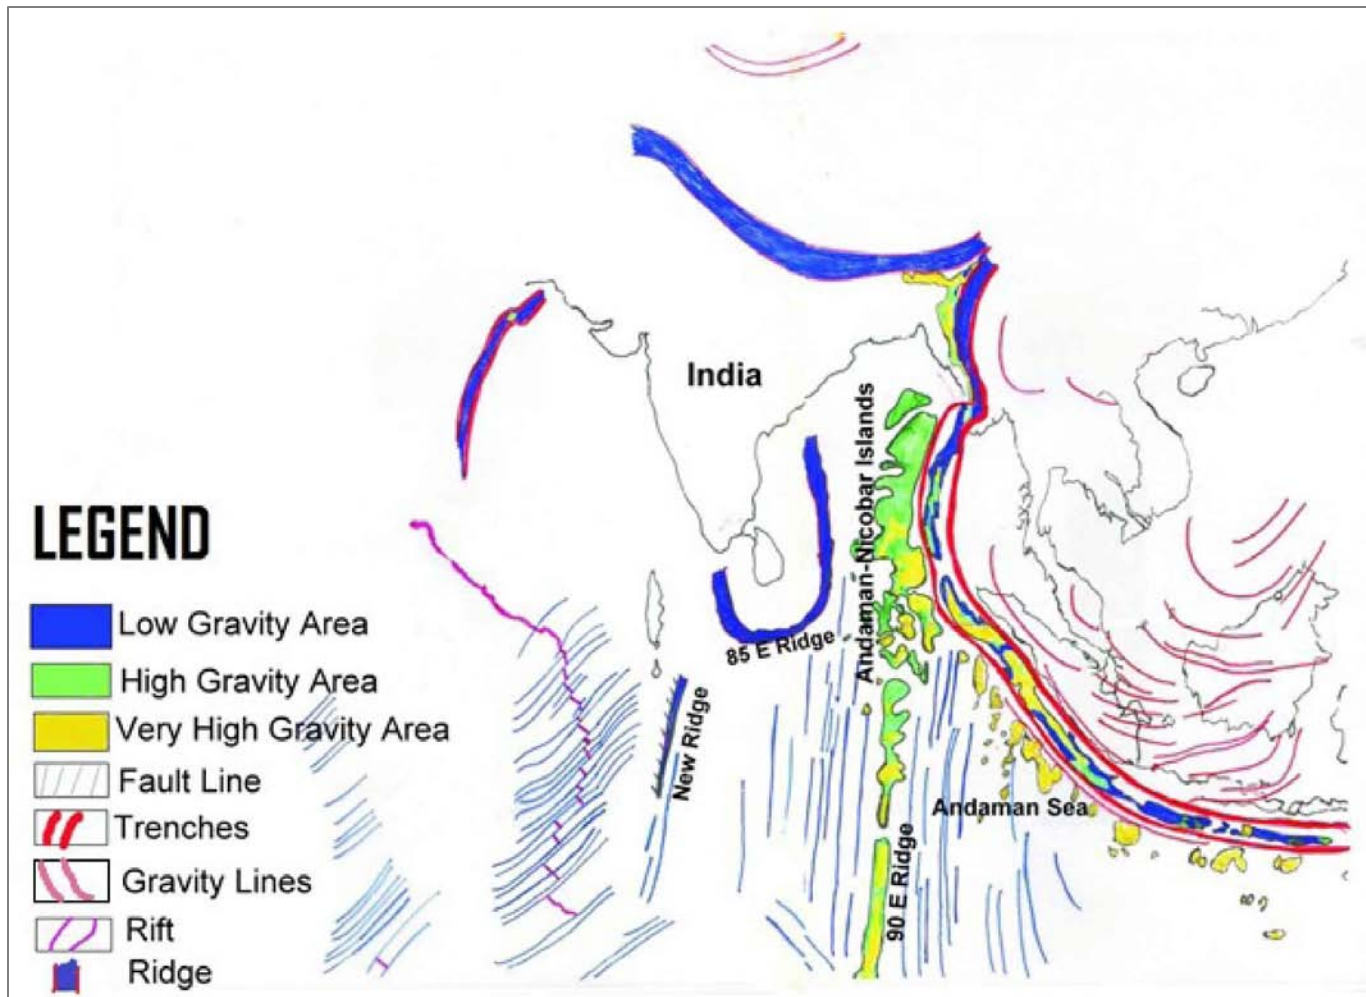 India
Andaman-Nicobar Islands
85 E Ridge
New Ridge
Andaman Sea
90 E Ridge
LEGEND
Low Gravity Area
High Gravity Area
Very High Gravity Area
Fault Line
Trenches
Gravity Lines
Rift
Ridge